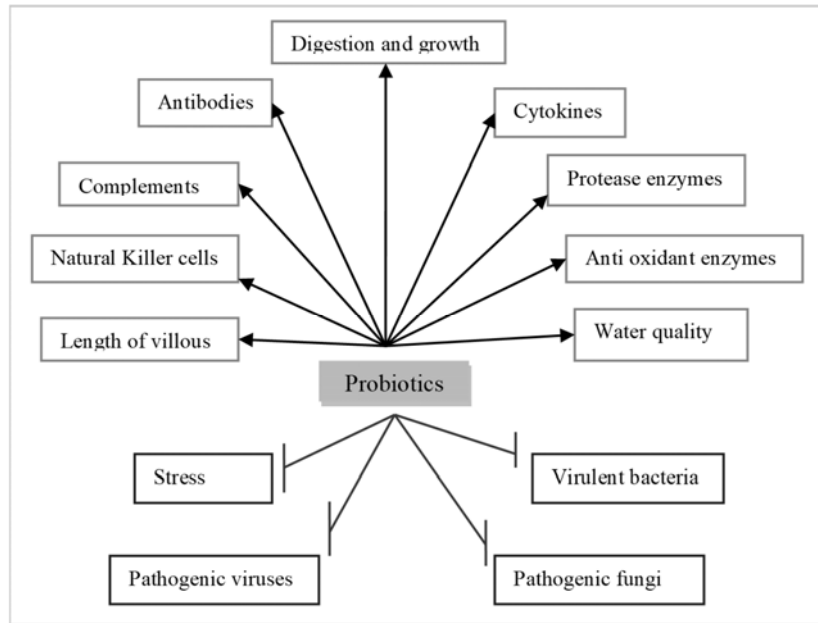 Digestion and growth
Antibodies
Cytokines
Complements
Protease enzymes
Natural Killer cells
Anti oxidant enzymes
Length of villous
Water quality
Probiotics
Stress
Virulent bacteria
Pathogenic viruses
Pathogenic fungi